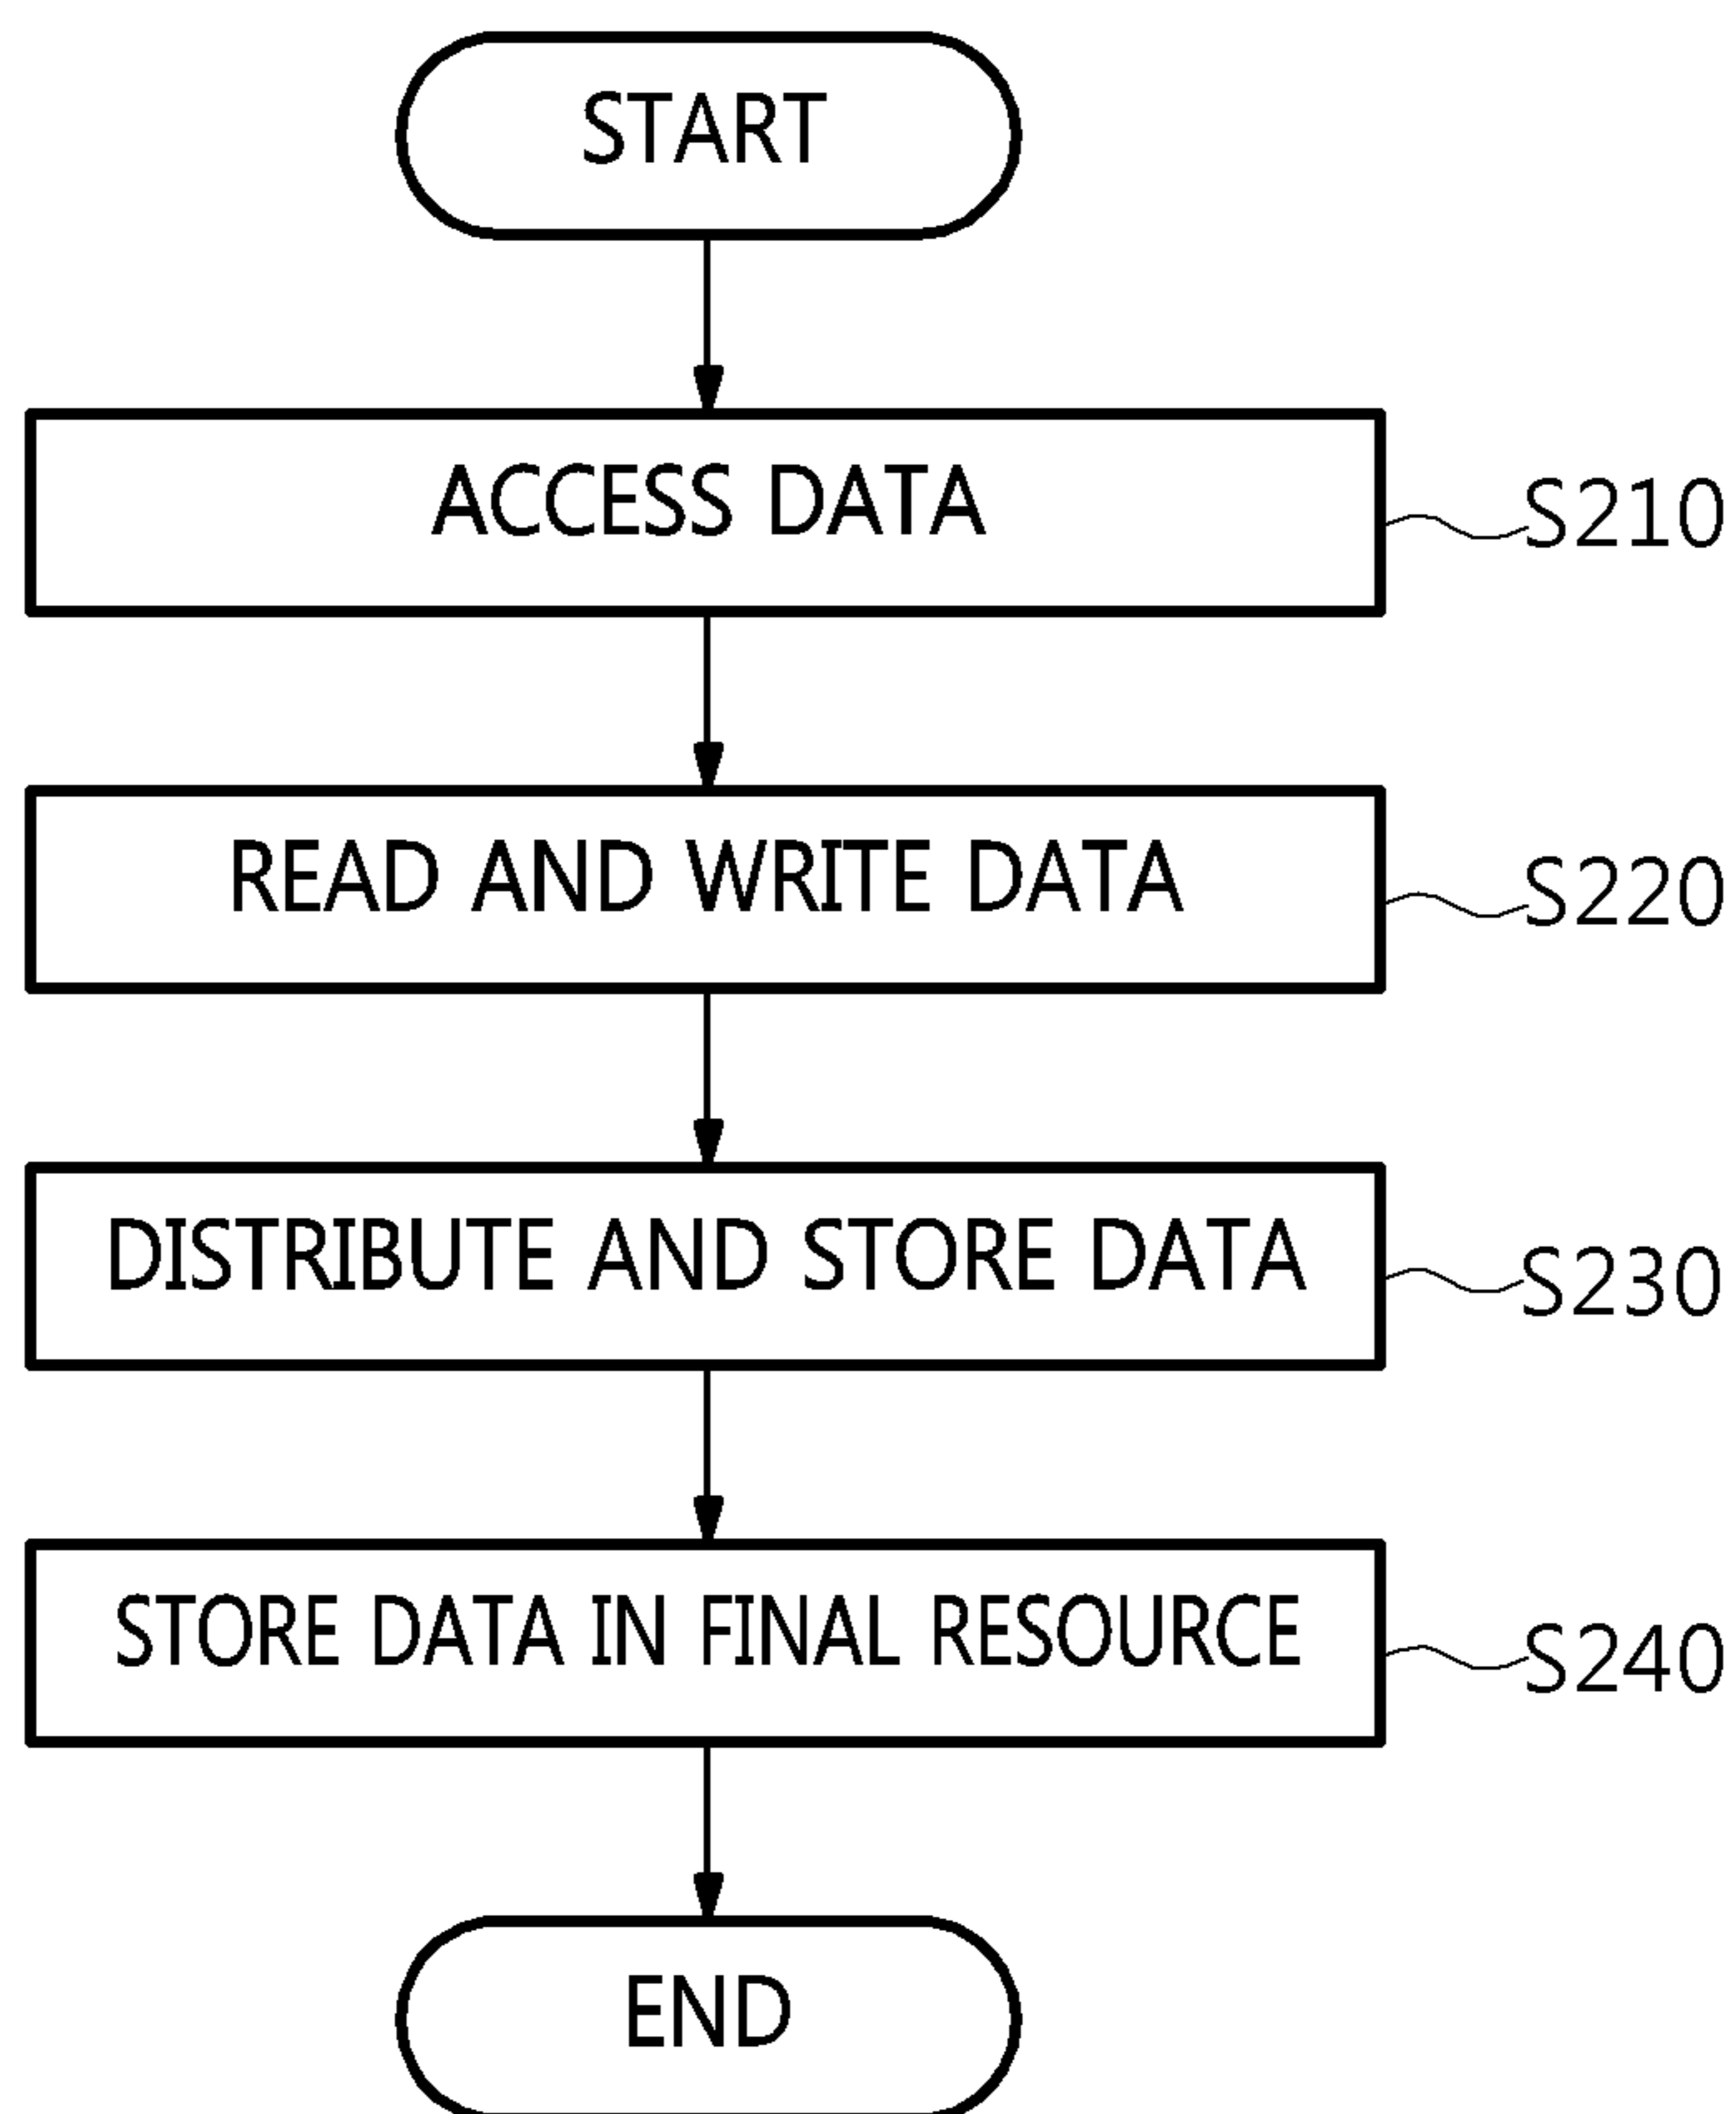 START
ACCESS DATA
S210
READ AND WRITE DATA
S220
DISTRIBUTE AND STORE DATA
S230
STORE DATA IN FINAL RESOURCE
S240
END